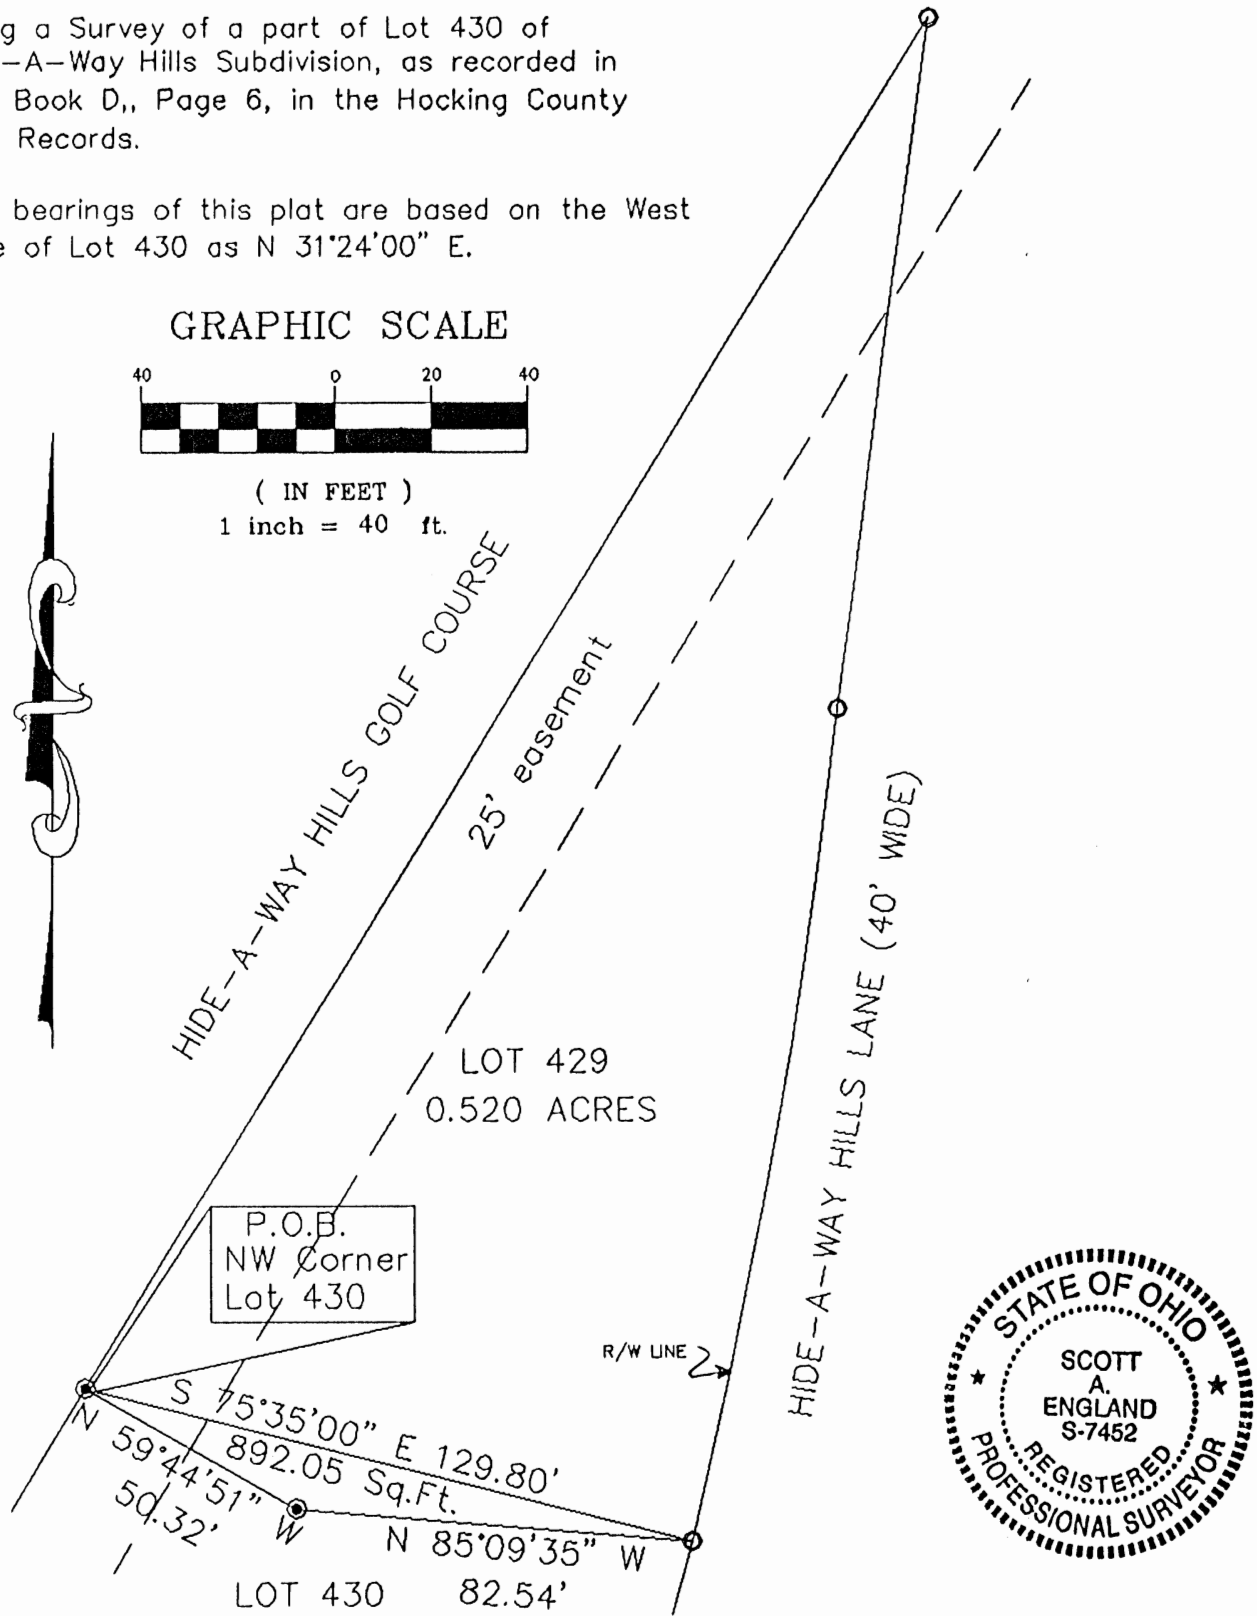 g a Survey of a part of Lot 430 of
-A-Way Hills Subdivision, as recorded in
Book D,, Page 6, in the Hocking County
Records.
bearings of this plat are based on the West
e of Lot 430 as N 31°24'00" E.
GRAPHIC SCALE
40 0 20 40
( IN FEET )
1 inch = 40 ft.
HIDE-A-WAY HILLS GOLF COURSE
25' easement
HIDE-A-WAY HILLS LANE (40' WIDE)
LOT 429
0.520 ACRES
P.O.B.
NW Corner
Lot 430
R/W LINE
S 75°35'00" E 129.80'
892.05 Sq.Ft.
N 59°44'51" W
50.32'
N 85°09'35" W
82.54'
LOT 430
STATE OF OHIO
SCOTT
A.
ENGLAND
S-7452
REGISTERED
PROFESSIONAL SURVEYOR